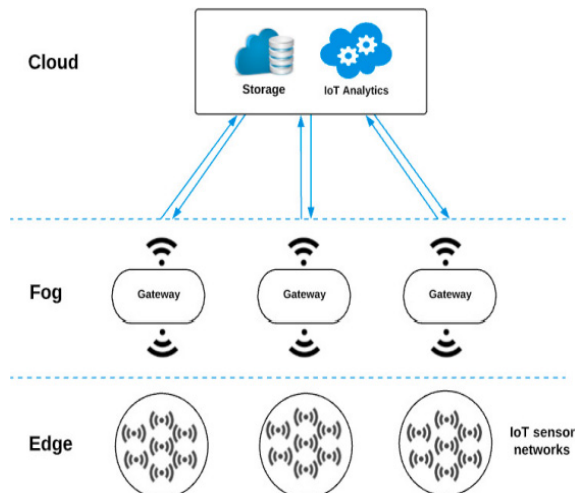 Cloud
Storage
IoT Analytics
Fog
Gateway
Gateway
Gateway
Edge
IoT sensor
networks